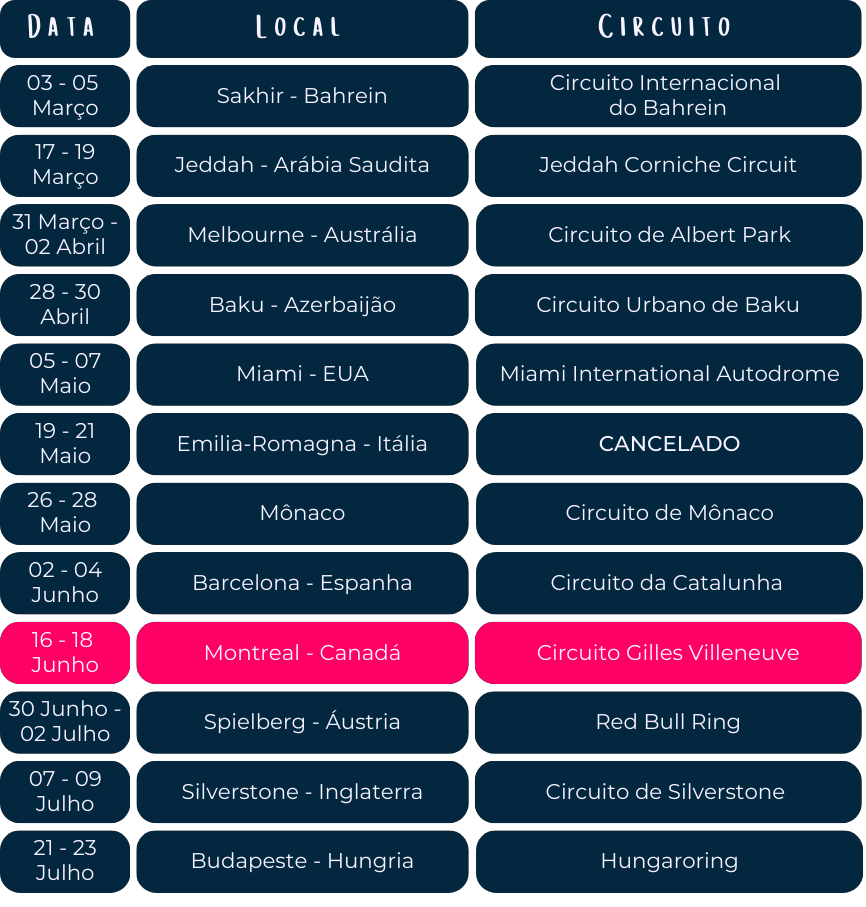 DATA LOCAL CIRCUITO
03 - 05
Março
Sakhir - Bahrein
Circuito Internacional
do Bahrein
17 - 19
Março
Jeddah - Arábia Saudita
Jeddah Corniche Circuit
31 Março -
02 Abril
Melbourne - Austrália
Circuito de Albert Park
28 - 30
Abril
Baku - Azerbaijão
Circuito Urbano de Baku
05 - 07
Maio
Miami - EUA
Miami International Autodrome
19 - 21
Maio
Emilia-Romagna - Itália
CANCELADO
26 - 28
Maio
Mônaco
Circuito de Mônaco
02 - 04
Junho
Barcelona - Espanha
Circuito da Catalunha
16 - 18
Junho
Montreal - Canadá
Circuito Gilles Villeneuve
30 Junho -
02 Julho
Spielberg - Áustria
Red Bull Ring
07 - 09
Julho
Silverstone - Inglaterra
Circuito de Silverstone
21 - 23
Julho
Budapeste - Hungria
Hungaroring